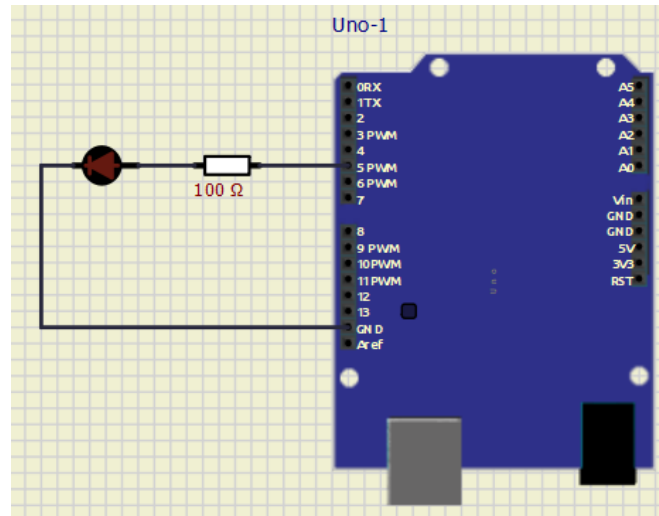 Uno-1
0RX
1TX
2
3 PWM
4
5 PWM
6 PWM
7
8
9 PWM
10PWM
11PWM
12
13
GND
Aref
A5
A4
A3
A2
A1
A0
Vin
GND
GND
5V
3V3
RST
100 Ω